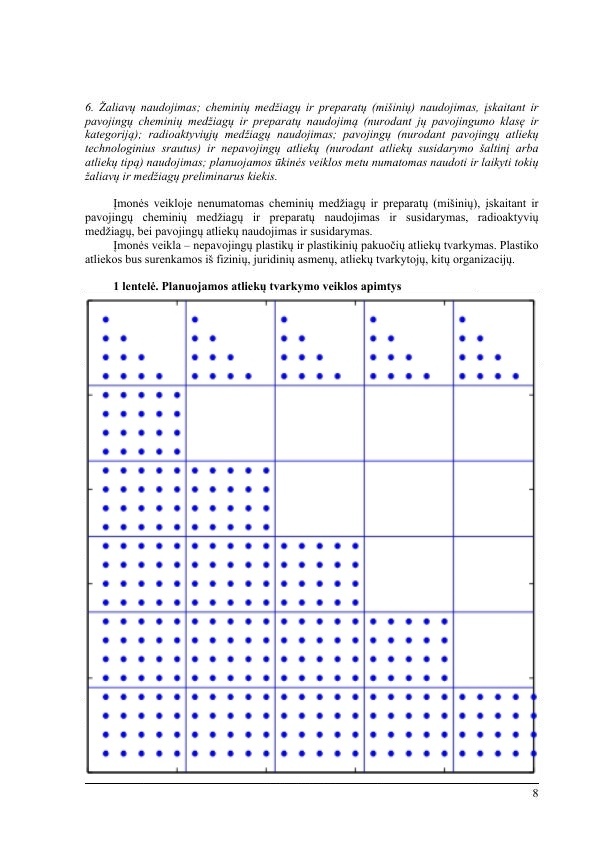 6. Žaliavų naudojimas; cheminių medžiagų ir preparatų (mišinių) naudojimas, įskaitant ir
pavojingų cheminių medžiagų ir preparatų naudojimą (nurodant jų pavojingumo klasę ir
kategoriją); radioaktyviųjų medžiagų naudojimas; pavojingų (nurodant pavojingų atliekų
technologinius srautus) ir nepavojingų atliekų (nurodant atliekų susidarymo šaltinį arba
atliekų tipą) naudojimas; planuojamos ūkinės veiklos metu numatomas naudoti ir laikyti tokių
žaliavų ir medžiagų preliminarus kiekis.
Įmonės veikloje nenumatomas cheminių medžiagų ir preparatų (mišinių), įskaitant ir
pavojingų cheminių medžiagų ir preparatų naudojimas ir susidarymas, radioaktyvių
medžiagų, bei pavojingų atliekų naudojimas ir susidarymas.
Įmonės veikla – nepavojingų plastikų ir plastikinių pakuočių atliekų tvarkymas. Plastiko
atliekos bus surenkamos iš fizinių, juridinių asmenų, atliekų tvarkytojų, kitų organizacijų.
1 lentelė. Planuojamos atliekų tvarkymo veiklos apimtys
8